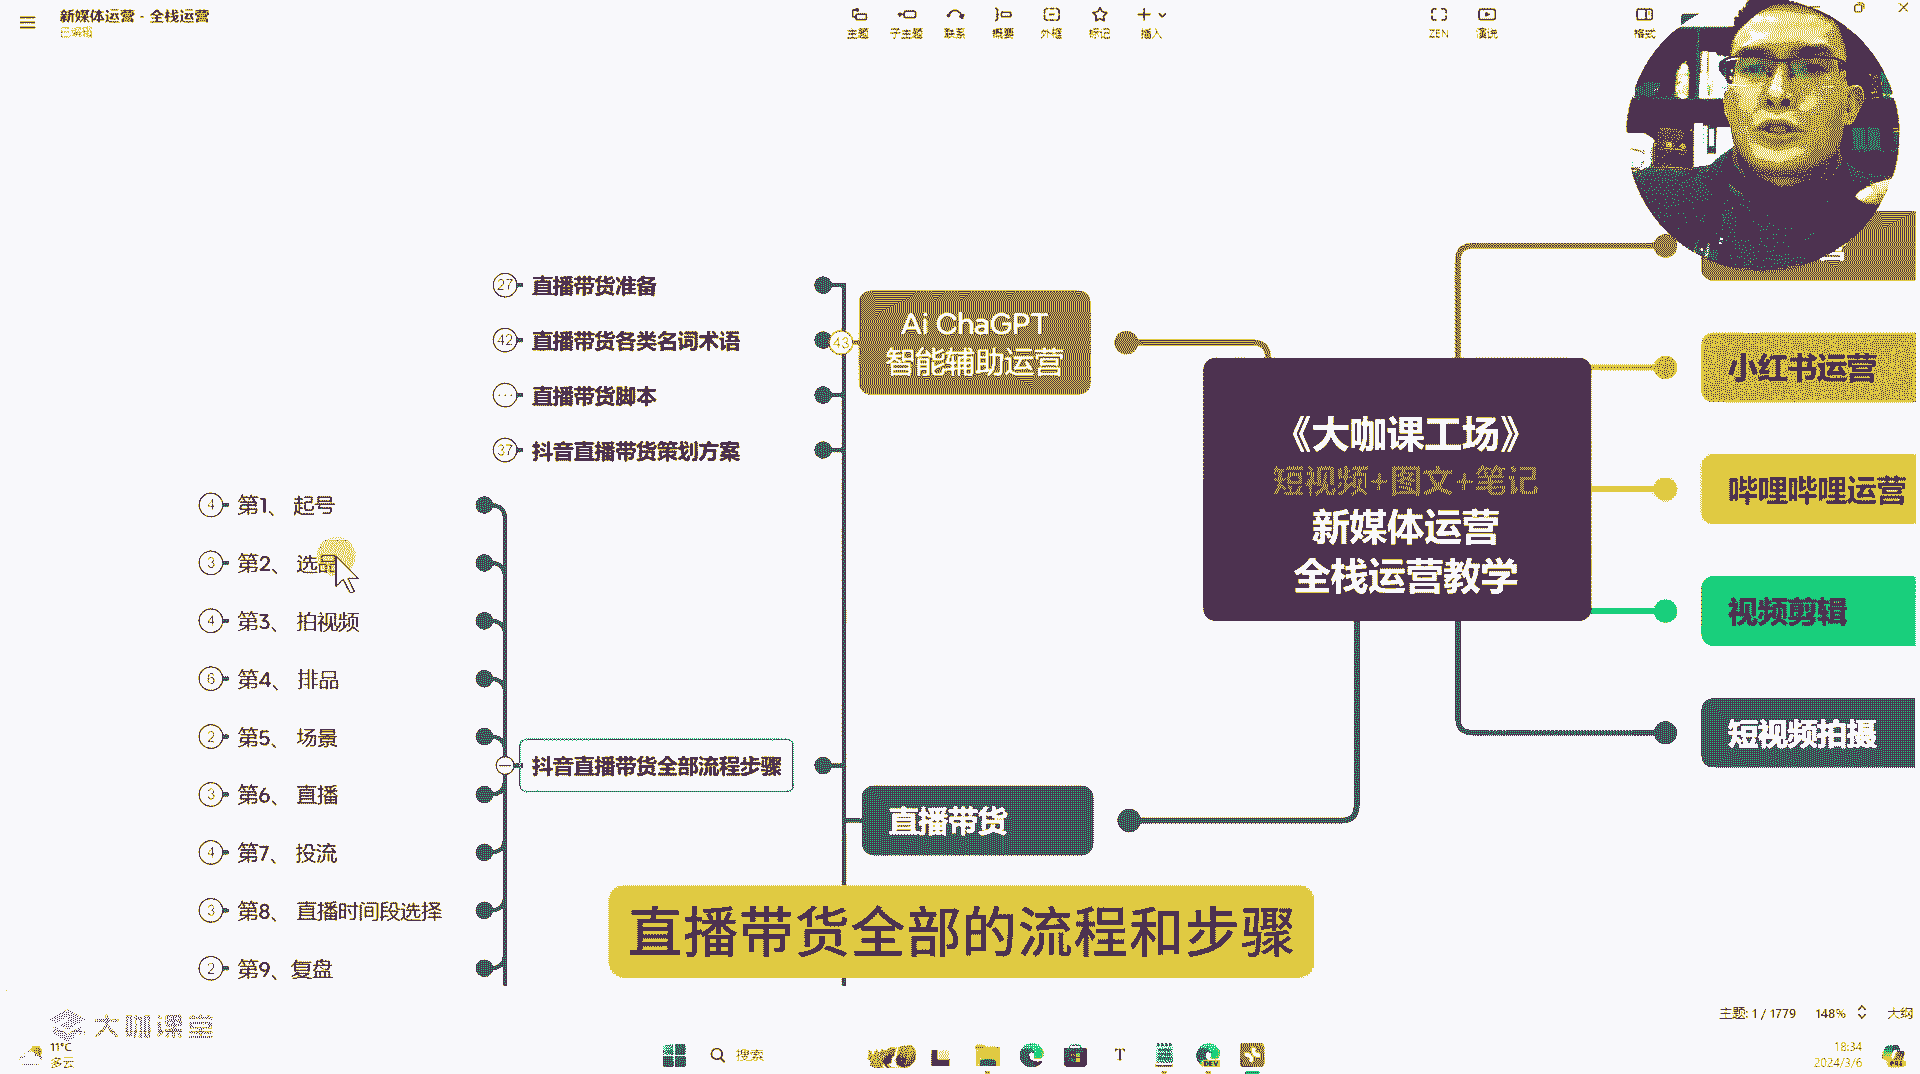 新媒体运营 - 全栈运营
已编辑
主题
子主题
联系
概要
外框
标记
插入
ZEN
演说
格式
27
直播带货准备
42
直播带货各类名词术语
直播带货脚本
37
抖音直播带货策划方案
43
Ai ChaGPT
智能辅助运营
4
第1、 起号
3
第2、 选品
4
第3、 拍视频
6
第4、 排品
2
第5、 场景
3
第6、 直播
4
第7、 投流
3
第8、 直播时间段选择
2
第9、复盘
抖音直播带货全部流程步骤
直播带货
《大咖课工场》
短视频+图文+笔记
新媒体运营
全栈运营教学
小红书运营
哔哩哔哩运营
视频剪辑
短视频拍摄
直播带货全部的流程和步骤
大咖课堂
主题: 1 / 1779
148%
大纲
11°C
多云
搜索
T
DEV
18:34
2024/3/6
PRE